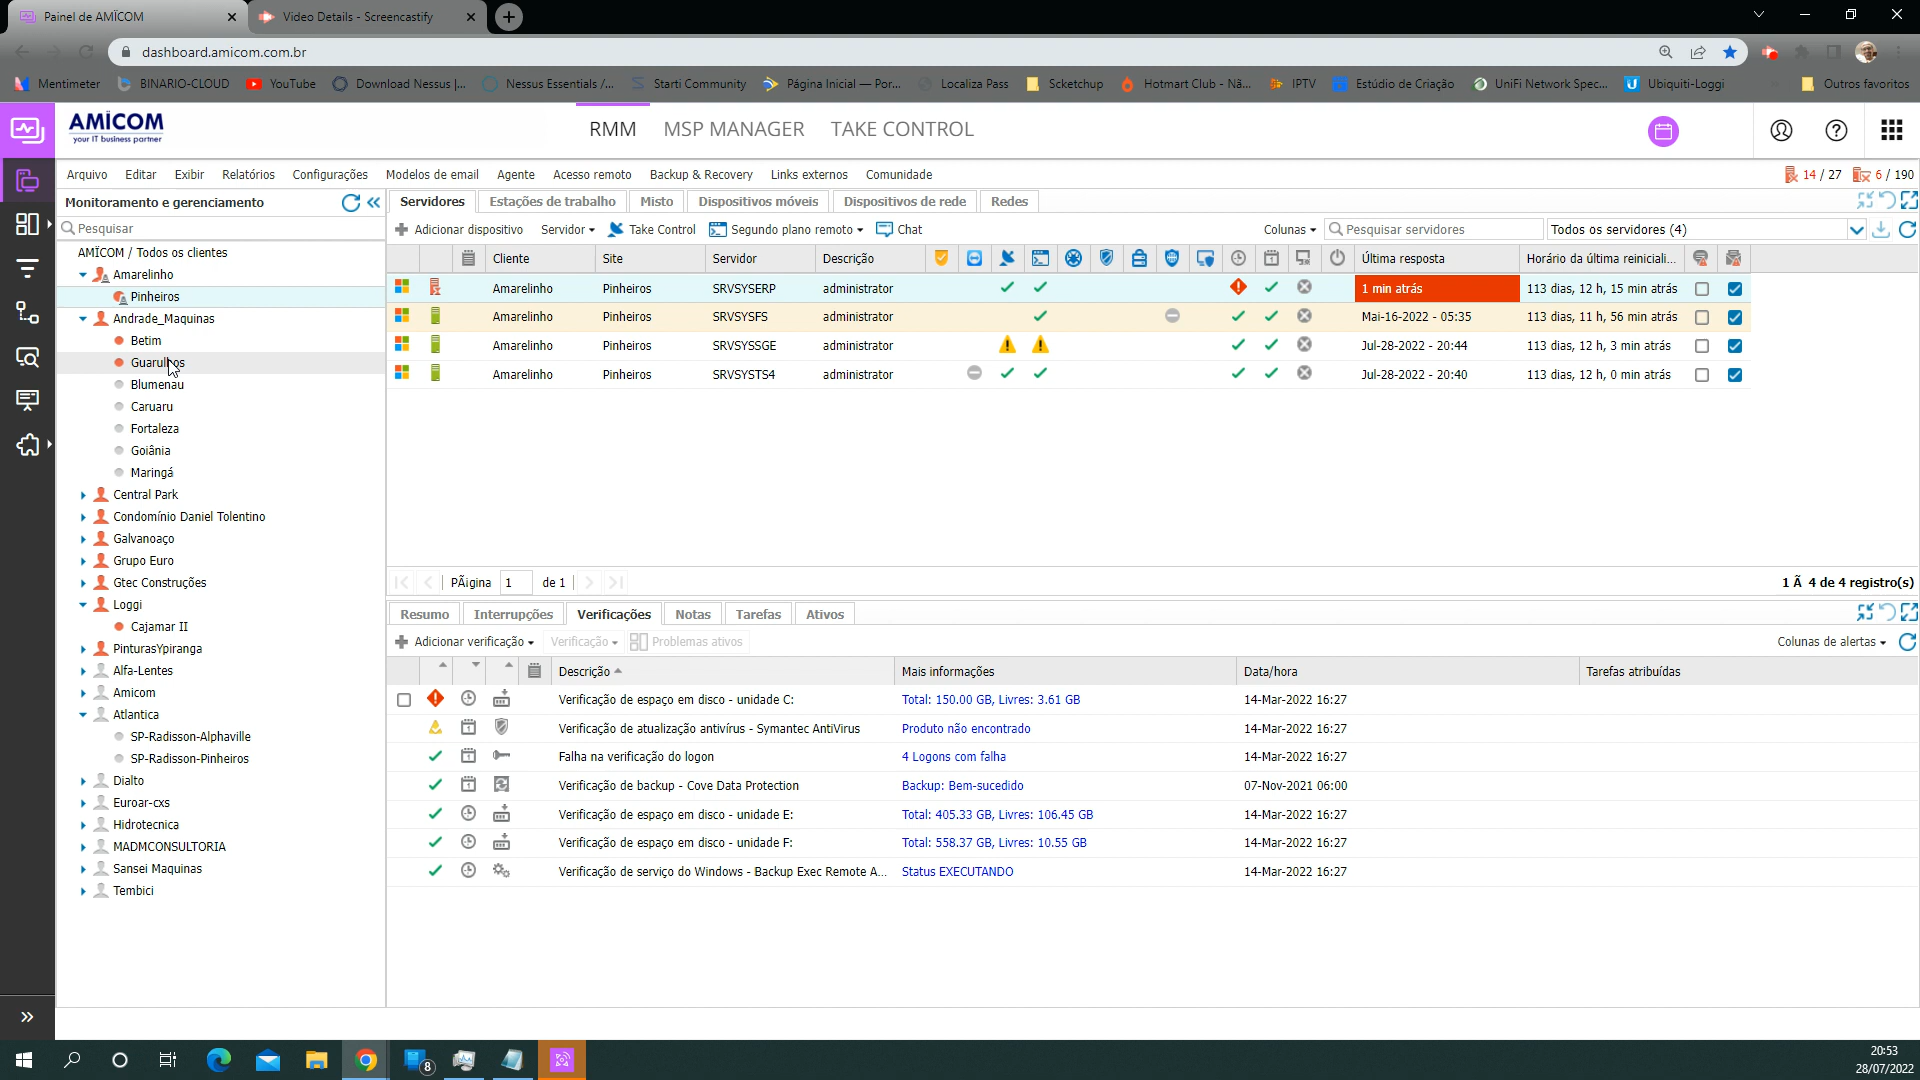 Painel de AMÏCOM
Video Details - Screencastify
dashboard.amicom.com.br
Mentimeter
BINARIO-CLOUD
YouTube
Download Nessus |...
Nessus Essentials /...
Starti Community
Página Inicial — Por...
Localiza Pass
Scketchup
Hotmart Club - Nã...
IPTV
Estúdio de Criação
UniFi Network Spec...
Ubiquiti-Loggi
Outros favoritos
AMÏCOM
your IT business partner
RMM
MSP MANAGER
TAKE CONTROL
Arquivo
Editar
Exibir
Relatórios
Configurações
Modelos de email
Agente
Acesso remoto
Backup & Recovery
Links externos
Comunidade
14 / 27
6 / 190
Monitoramento e gerenciamento
Pesquisar
AMÏCOM / Todos os clientes
Amarelinho
Pinheiros
Andrade_Maquinas
Betim
Guarulhos
Blumenau
Caruaru
Fortaleza
Goiânia
Maringá
Central Park
Condomínio Daniel Tolentino
Galvanoaço
Grupo Euro
Gtec Construções
Loggi
Cajamar II
PinturasYpiranga
Alfa-Lentes
Amicom
Atlantica
SP-Radisson-Alphaville
SP-Radisson-Pinheiros
Dialto
Euroar-cxs
Hidrotecnica
MADMCONSULTORIA
Sansei Maquinas
Tembici
Servidores
Estações de trabalho
Misto
Dispositivos móveis
Dispositivos de rede
Redes
Adicionar dispositivo
Servidor
Take Control
Segundo plano remoto
Chat
Colunas
Pesquisar servidores
Todos os servidores (4)
Cliente Site Servidor Descrição Última resposta Horário da última reiniciali...
Amarelinho Pinheiros SRVSYSERP administrator 1 min atrás 113 dias, 12 h, 15 min atrás
Amarelinho Pinheiros SRVSYSFS administrator Mai-16-2022 - 05:35 113 dias, 11 h, 56 min atrás
Amarelinho Pinheiros SRVSYSSGE administrator Jul-28-2022 - 20:44 113 dias, 12 h, 3 min atrás
Amarelinho Pinheiros SRVSYSTS4 administrator Jul-28-2022 - 20:40 113 dias, 12 h, 0 min atrás
PÃigina 1 de 1
1 Ã 4 de 4 registro(s)
Resumo
Interrupções
Verificações
Notas
Tarefas
Ativos
Adicionar verificação
Verificação
Problemas ativos
Colunas de alertas
Descrição Mais informações Data/hora Tarefas atribuídas
Verificação de espaço em disco - unidade C: Total: 150.00 GB, Livres: 3.61 GB 14-Mar-2022 16:27
Verificação de atualização antivírus - Symantec AntiVirus Produto não encontrado 14-Mar-2022 16:27
Falha na verificação do logon 4 Logons com falha 14-Mar-2022 16:27
Verificação de backup - Cove Data Protection Backup: Bem-sucedido 07-Nov-2021 06:00
Verificação de espaço em disco - unidade E: Total: 405.33 GB, Livres: 106.45 GB 14-Mar-2022 16:27
Verificação de espaço em disco - unidade F: Total: 558.37 GB, Livres: 10.55 GB 14-Mar-2022 16:27
Verificação de serviço do Windows - Backup Exec Remote A... Status EXECUTANDO 14-Mar-2022 16:27
8
20:53
28/07/2022